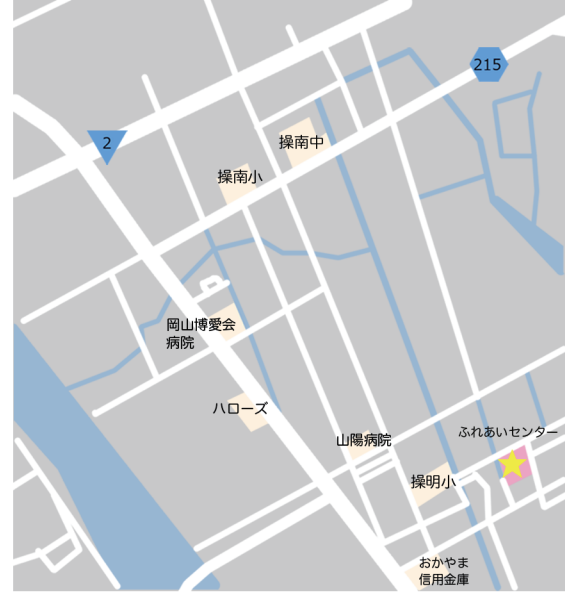 215
2
操南中
操南小
岡山博愛会
病院
ハローズ
ふれあいセンター
山陽病院
操明小
おかやま
信用金庫